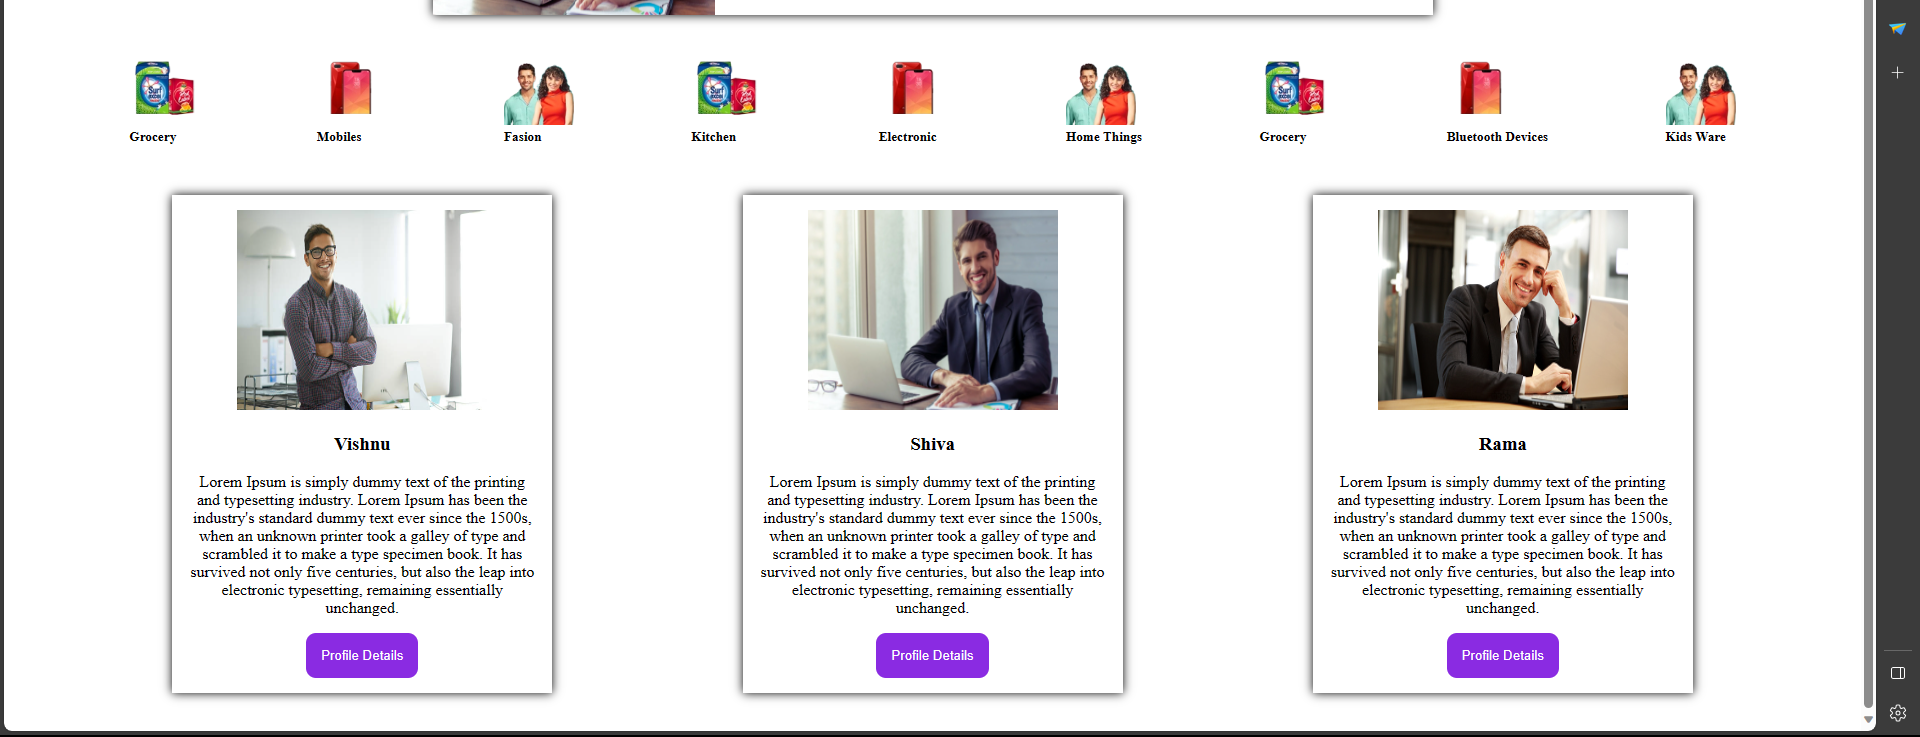 Grocery
Mobiles
Fasion
Kitchen
Electronic
Home Things
Grocery
Bluetooth Devices
Kids Ware
Vishnu
Lorem Ipsum is simply dummy text of the printing
and typesetting industry. Lorem Ipsum has been the
industry's standard dummy text ever since the 1500s,
when an unknown printer took a galley of type and
scrambled it to make a type specimen book. It has
survived not only five centuries, but also the leap into
electronic typesetting, remaining essentially
unchanged.
Profile Details
Shiva
Lorem Ipsum is simply dummy text of the printing
and typesetting industry. Lorem Ipsum has been the
industry's standard dummy text ever since the 1500s,
when an unknown printer took a galley of type and
scrambled it to make a type specimen book. It has
survived not only five centuries, but also the leap into
electronic typesetting, remaining essentially
unchanged.
Profile Details
Rama
Lorem Ipsum is simply dummy text of the printing
and typesetting industry. Lorem Ipsum has been the
industry's standard dummy text ever since the 1500s,
when an unknown printer took a galley of type and
scrambled it to make a type specimen book. It has
survived not only five centuries, but also the leap into
electronic typesetting, remaining essentially
unchanged.
Profile Details